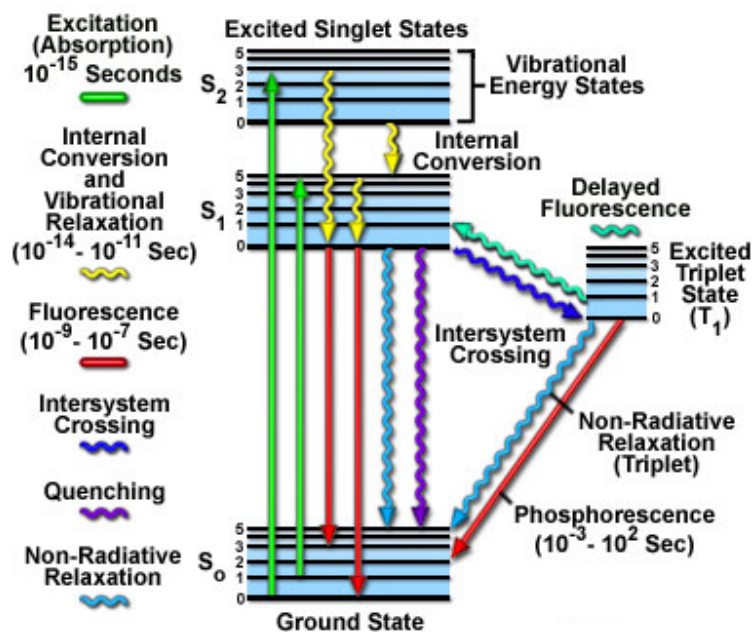 Excitation
(Absorption)
10⁻¹⁵ Seconds
Internal
Conversion
and
Vibrational
Relaxation
(10⁻¹⁴- 10⁻¹¹ Sec)
Fluorescence
(10⁻⁹- 10⁻⁷ Sec)
Intersystem
Crossing
Quenching
Non-Radiative
Relaxation
Excited Singlet States
S₂
5
3
2
1
0
Vibrational
Energy States
Internal
Conversion
S₁
5
3
2
1
0
Delayed
Fluorescence
5
3
2
1
0
Excited
Triplet
State
(T₁)
Intersystem
Crossing
Non-Radiative
Relaxation
(Triplet)
Phosphorescence
(10⁻³- 10² Sec)
Sₒ
5
3
2
1
0
Ground State